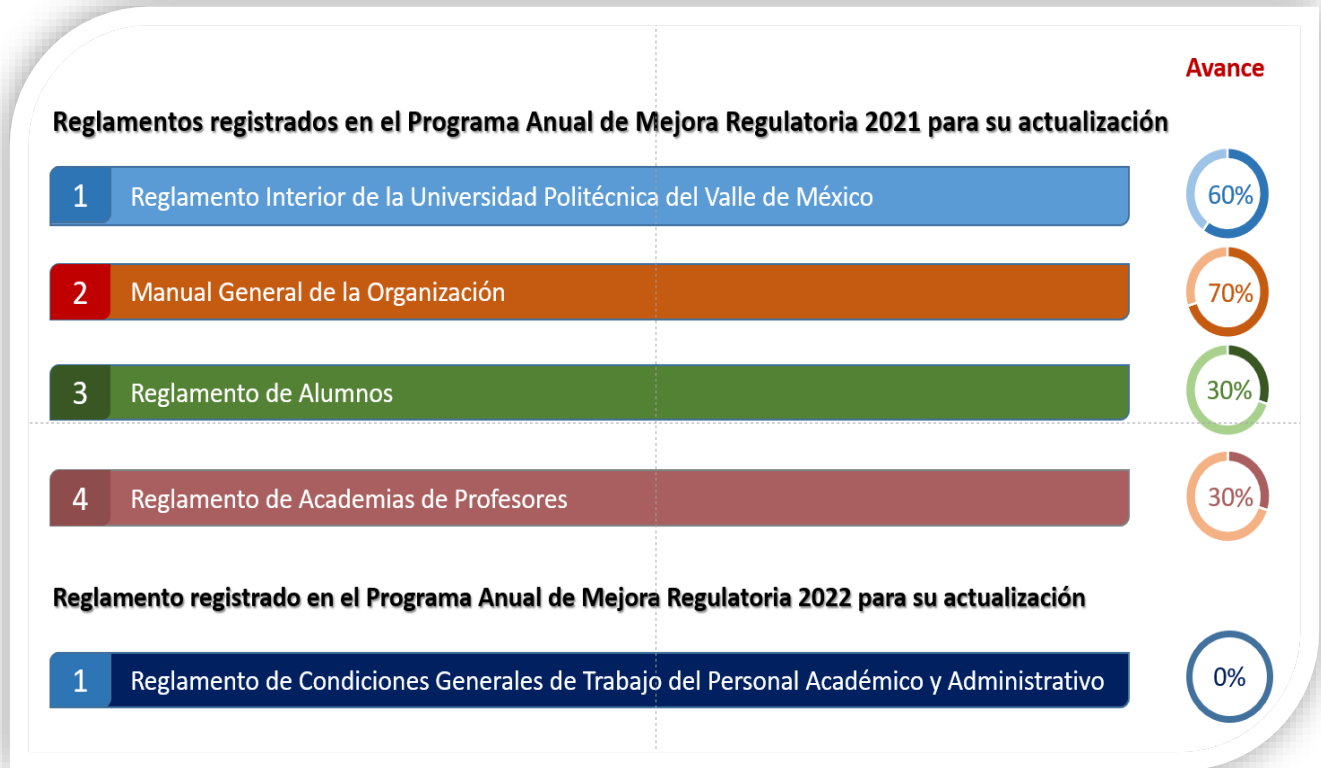 Avance
Reglamentos registrados en el Programa Anual de Mejora Regulatoria 2021 para su actualización
1 Reglamento Interior de la Universidad Politécnica del Valle de México 60%
2 Manual General de la Organización 70%
3 Reglamento de Alumnos 30%
4 Reglamento de Academias de Profesores 30%
Reglamento registrado en el Programa Anual de Mejora Regulatoria 2022 para su actualización
1 Reglamento de Condiciones Generales de Trabajo del Personal Académico y Administrativo 0%